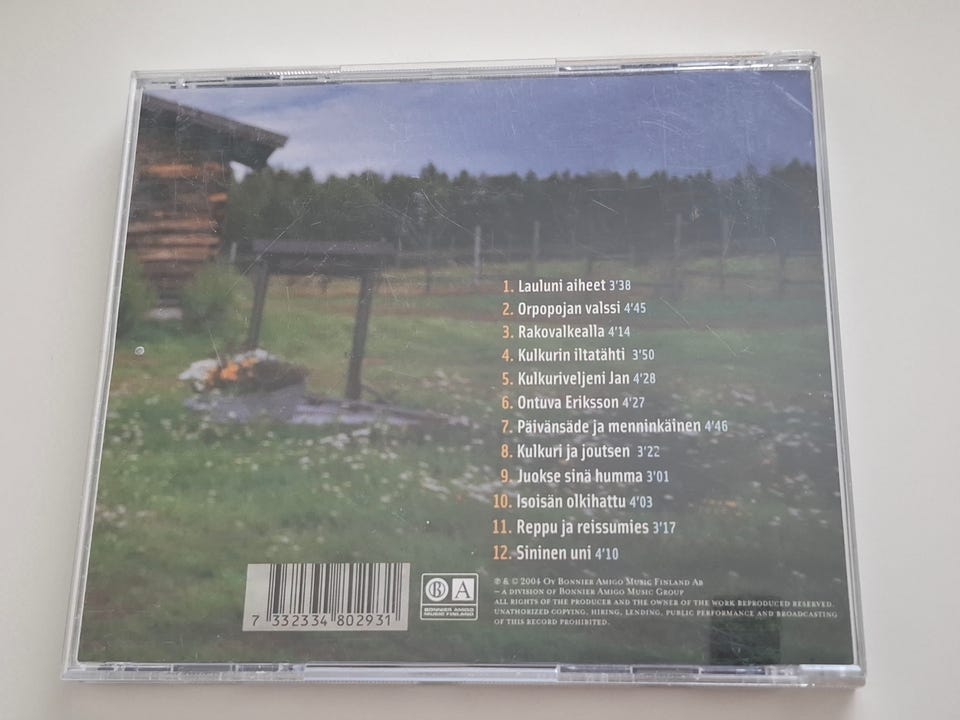 1. Lauluni aiheet 3'38
2. Orpopojan valssi 4'45
3. Rakovalkealla 4'14
4. Kulkurin iltatähti 3'50
5. Kulkuriveljeni Jan 4'28
6. Ontuva Eriksson 4'27
7. Päivänsäde ja menninkäinen 4'46
8. Kulkuri ja joutsen 3'22
9. Juokse sinä humma 3'01
10. Isoisän olkihattu 4'03
11. Reppu ja reissumies 3'17
12. Sininen uni 4'10
7 332334 802931
B A
BONNIER AMIGO
MUSIC FINLAND
℗ & © 2004 OY BONNIER AMIGO MUSIC FINLAND AB
– A DIVISION OF BONNIER AMIGO MUSIC GROUP
ALL RIGHTS OF THE PRODUCER AND THE OWNER OF THE WORK REPRODUCED RESERVED.
UNATHORIZED COPYING, HIRING, LENDING, PUBLIC PERFORMANCE AND BROADCASTING
OF THIS RECORD PROHIBITED.